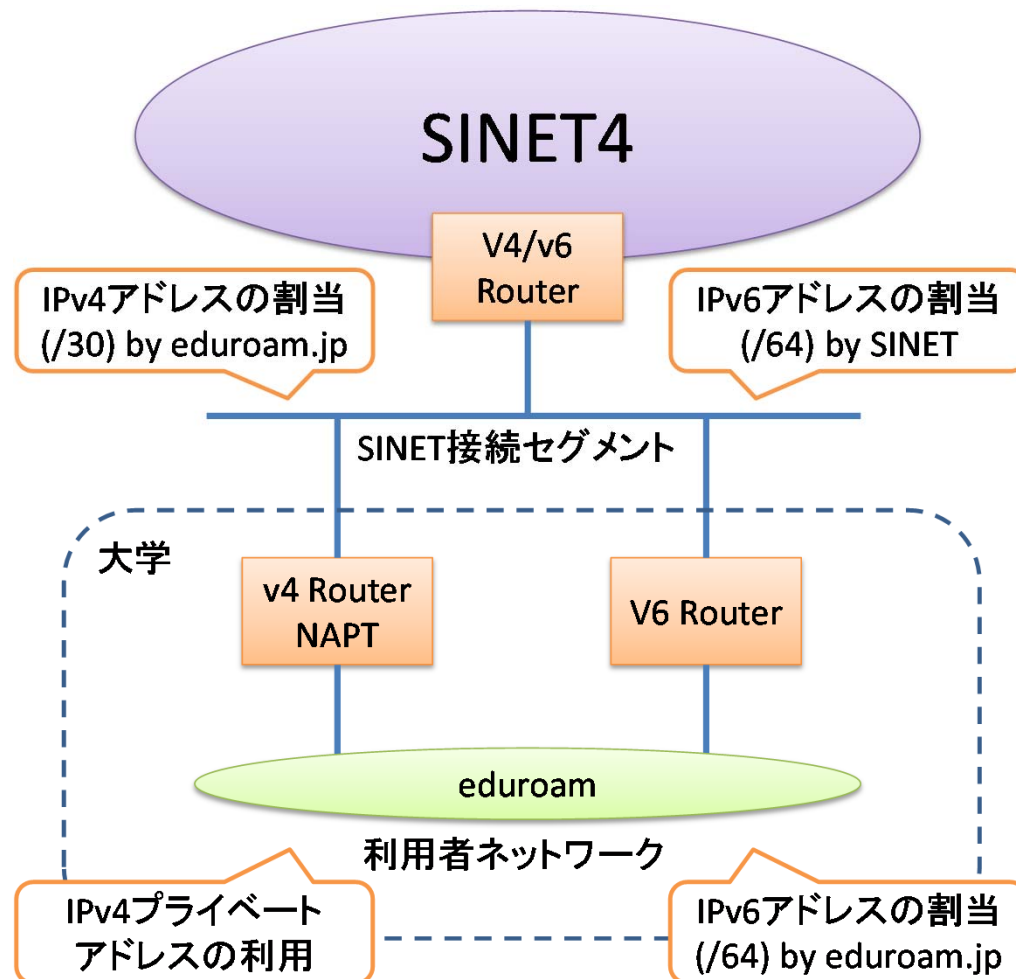 SINET4
V4/v6
Router
IPv4アドレスの割当
(/30) by eduroam.jp
IPv6アドレスの割当
(/64) by SINET
SINET接続セグメント
大学
v4 Router
NAPT
V6 Router
eduroam
利用者ネットワーク
IPv4プライベート
アドレスの利用
IPv6アドレスの割当
(/64) by eduroam.jp